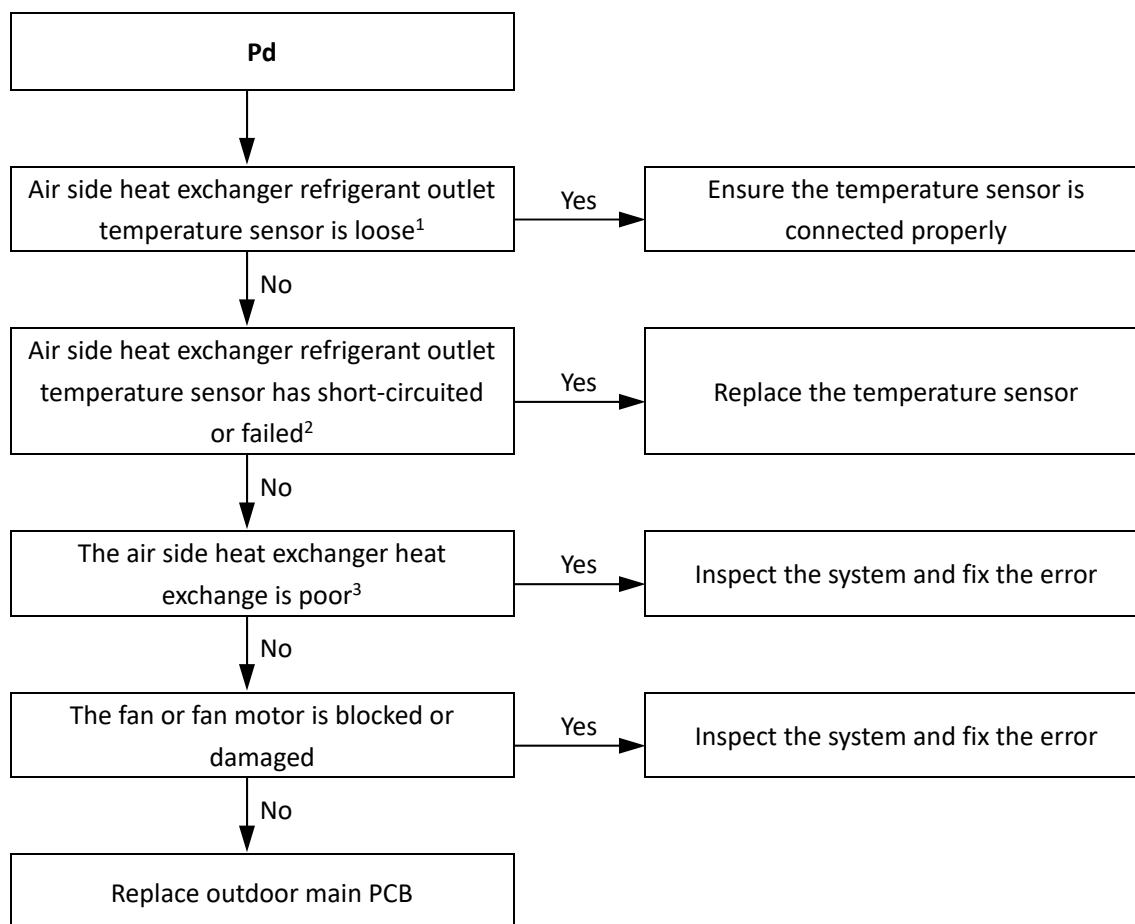 Pd
Air side heat exchanger refrigerant outlet
temperature sensor is loose¹
Yes
Ensure the temperature sensor is
connected properly
No
Air side heat exchanger refrigerant outlet
temperature sensor has short-circuited
or failed²
Yes
Replace the temperature sensor
No
The air side heat exchanger heat
exchange is poor³
Yes
Inspect the system and fix the error
No
The fan or fan motor is blocked or
damaged
Yes
Inspect the system and fix the error
No
Replace outdoor main PCB